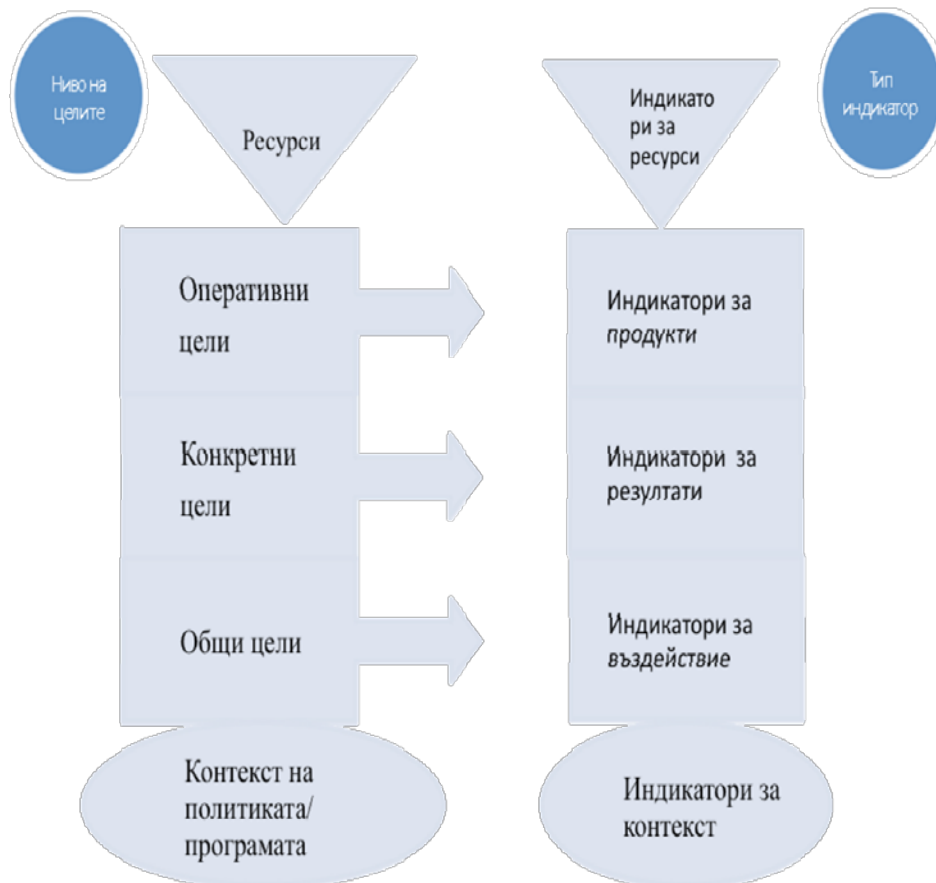 Ниво на
целите
Ресурси
Индикато
ри за
ресурси
Тип
индикатор
Оперативни
цели
Индикатори за
продукти
Конкретни
цели
Индикатори за
резултати
Общи цели
Индикатори за
въздействие
Контекст на
политиката/
програмата
Индикатори за
контекст